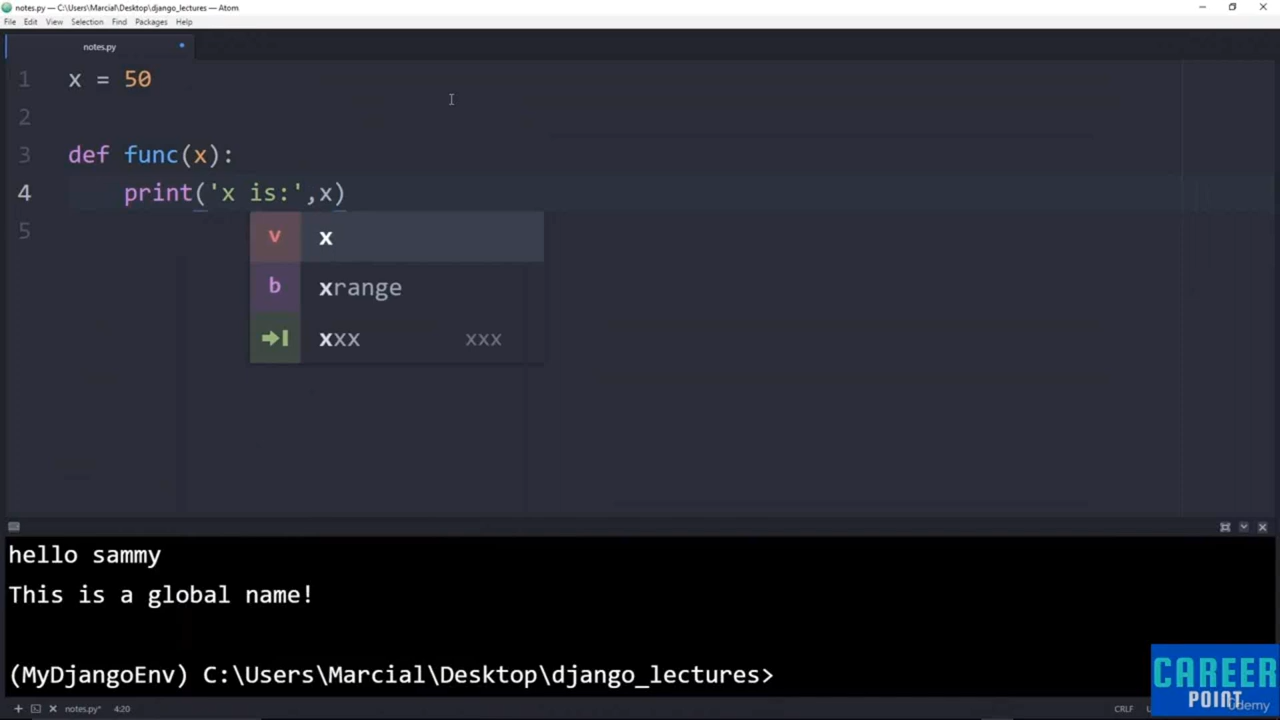 notes.py — C:\Users\Marcial\Desktop\django_lectures — Atom
File Edit View Selection Find Packages Help
notes.py
1 x = 50
2
3 def func(x):
4     print('x is:',x)
5
v x
b xrange
xxx xxx
hello sammy
This is a global name!
(MyDjangoEnv) C:\Users\Marcial\Desktop\django_lectures>
CAREER
POINT
notes.py* 4:20 CRLF
Udemy